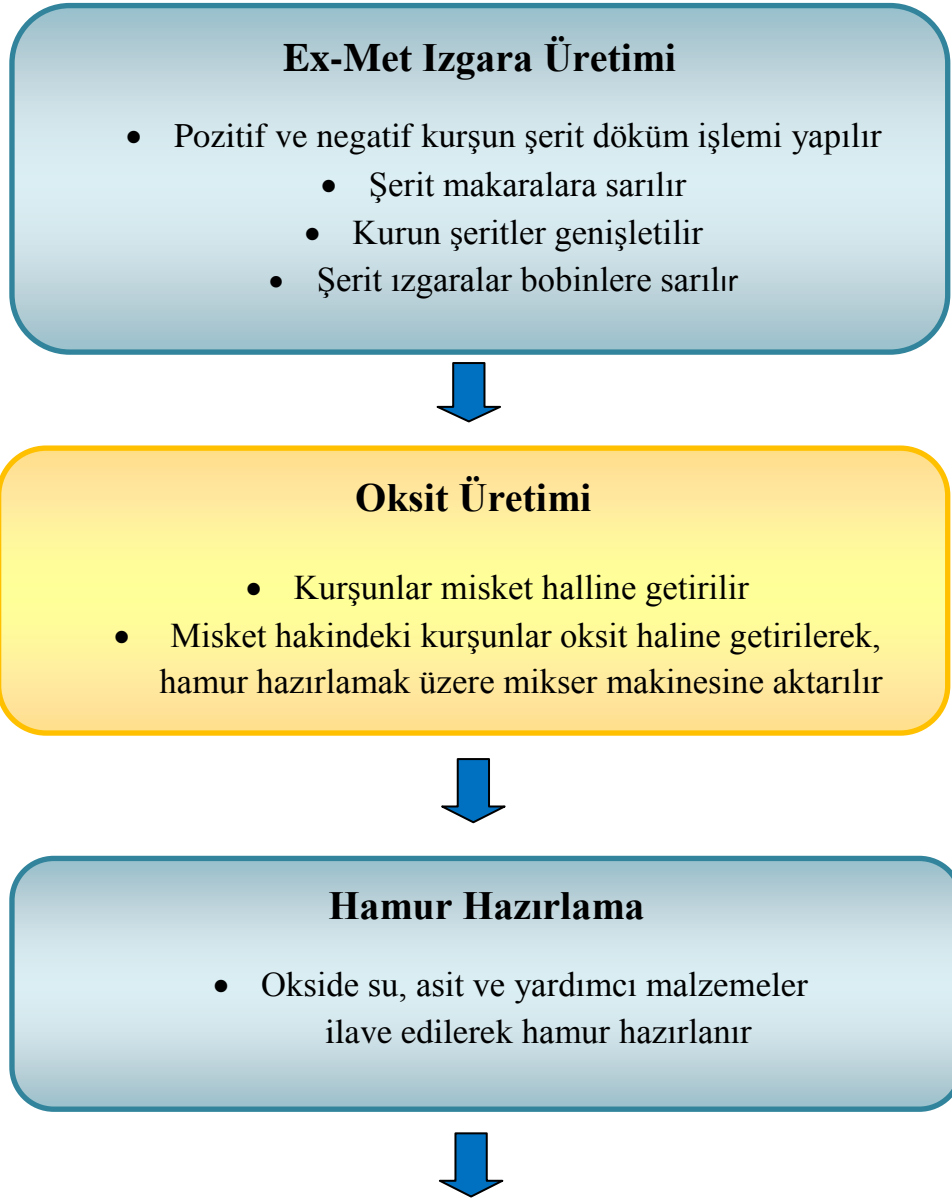 Ex-Met Izgara Üretimi
• Pozitif ve negatif kurşun şerit döküm işlemi yapılır
• Şerit makaralara sarılır
• Kurun şeritler genişletilir
• Şerit ızgaralar bobinlere sarılır
Oksit Üretimi
• Kurşunlar misket halline getirilir
• Misket hakindeki kurşunlar oksit haline getirilerek,
hamur hazırlamak üzere mikser makinesine aktarılır
Hamur Hazırlama
• Okside su, asit ve yardımcı malzemeler
ilave edilerek hamur hazırlanır